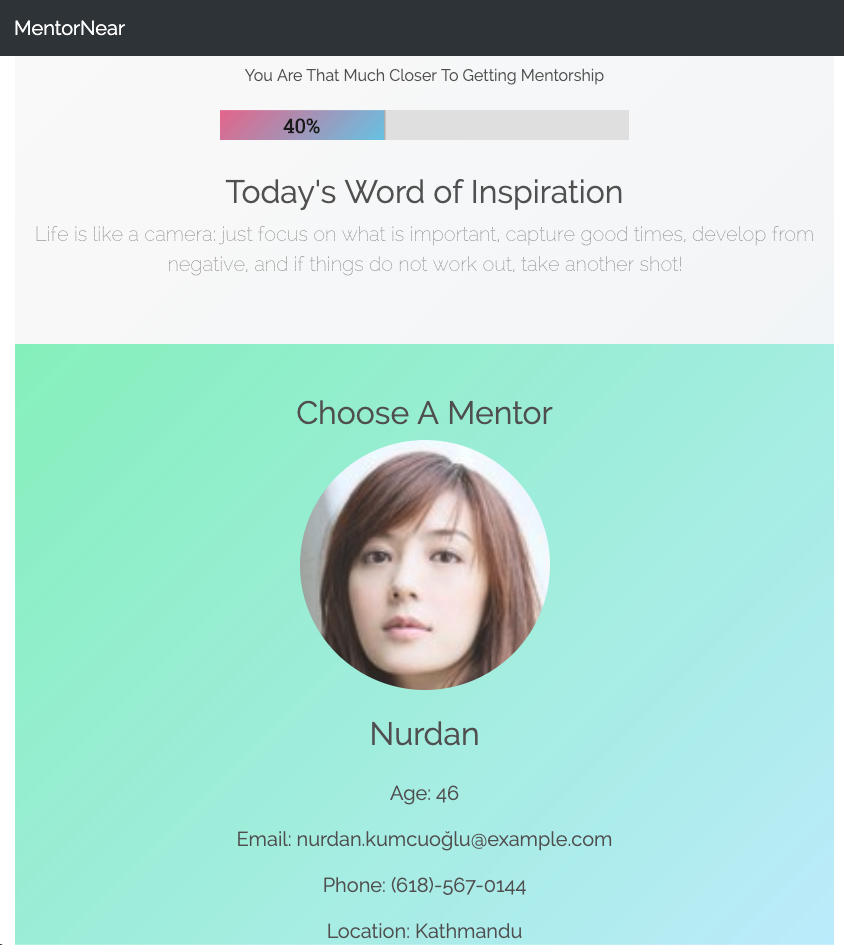 MentorNear
You Are That Much Closer To Getting Mentorship
40%
Today's Word of Inspiration
Life is like a camera: just focus on what is important, capture good times, develop from
negative, and if things do not work out, take another shot!
Choose A Mentor
Nurdan
Age: 46
Email: nurdan.kumcuoğlu@example.com
Phone: (618)-567-0144
Location: Kathmandu